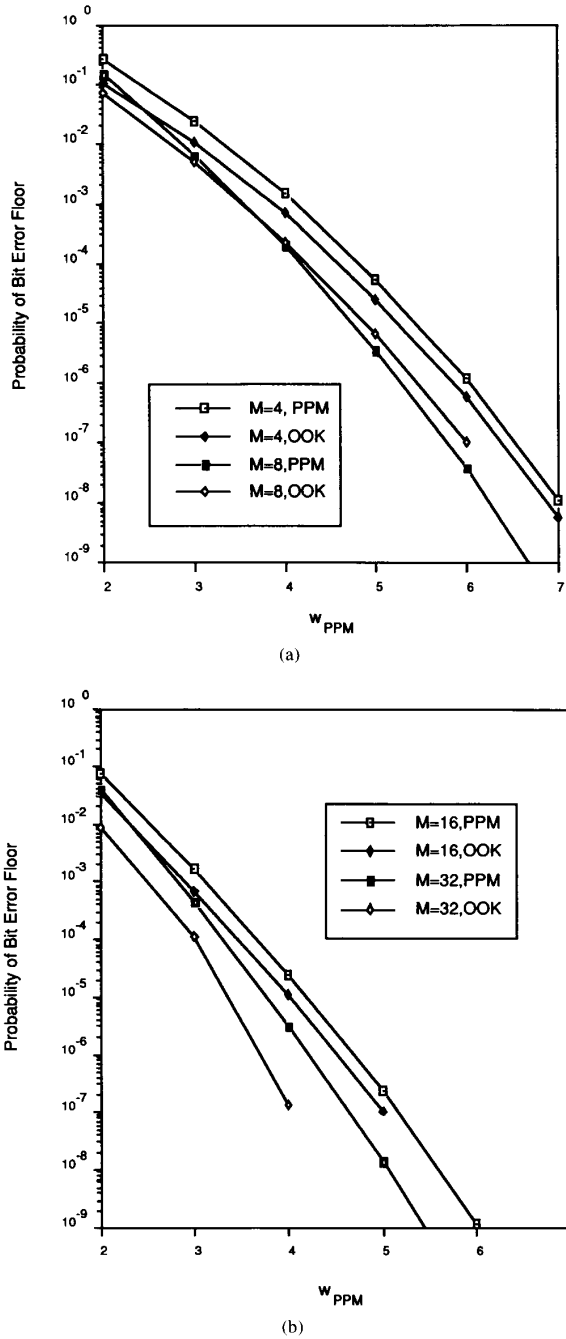 10^0
10^-1
10^-2
10^-3
10^-4
10^-5
10^-6
10^-7
10^-8
10^-9
Probability of Bit Error Floor
M=4, PPM
M=4,OOK
M=8,PPM
M=8,OOK
2 3 4 5 6 7
w_PPM
(a)
10^0
10^-1
10^-2
10^-3
10^-4
10^-5
10^-6
10^-7
10^-8
10^-9
Probability of Bit Error Floor
M=16,PPM
M=16,OOK
M=32,PPM
M=32,OOK
2 3 4 5 6
w_PPM
(b)